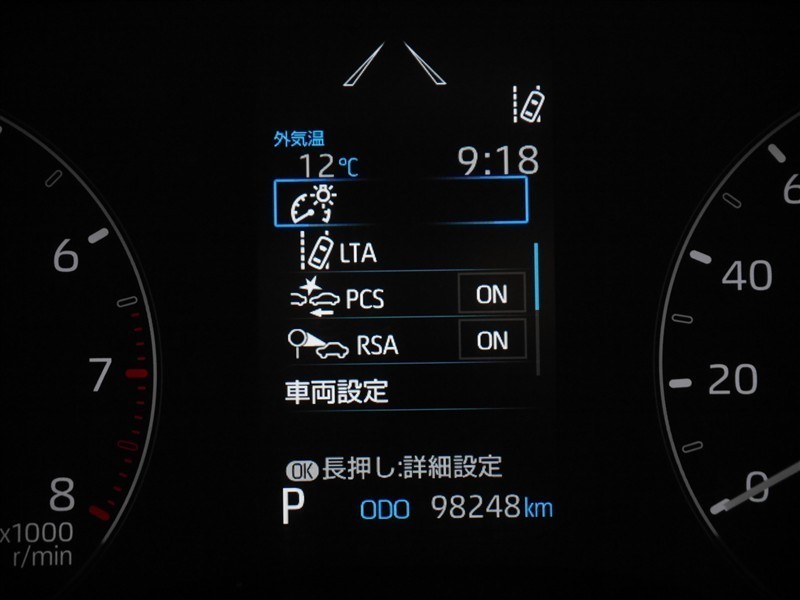 外気温
12℃ 9:18
LTA
PCS ON
RSA ON
車両設定
OK 長押し:詳細設定
P ODO 98248km
6
7
8
x1000
r/min
6
40
20
0